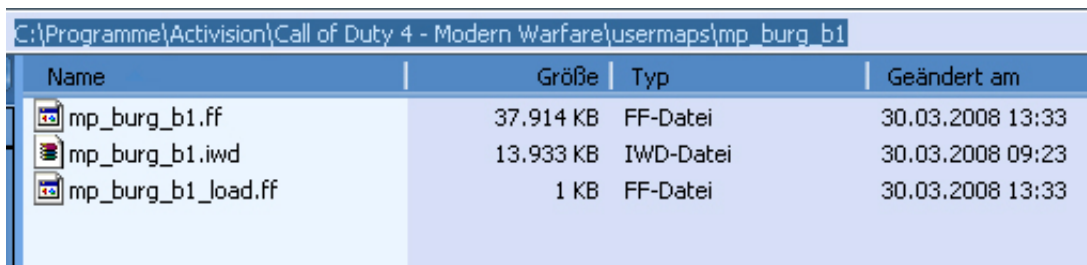 C:\Programme\Activision\Call of Duty 4 - Modern Warfare\usermaps\mp_burg_b1
Name Größe Typ Geändert am
mp_burg_b1.ff 37.914 KB FF-Datei 30.03.2008 13:33
mp_burg_b1.iwd 13.933 KB IWD-Datei 30.03.2008 09:23
mp_burg_b1_load.ff 1 KB FF-Datei 30.03.2008 13:33